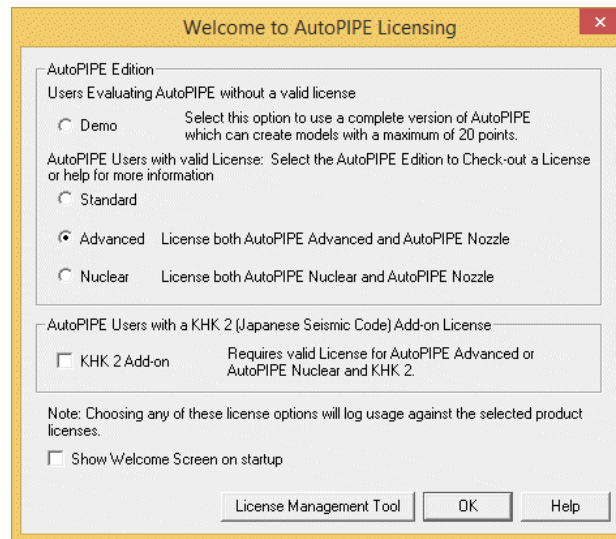 Welcome to AutoPIPE Licensing
AutoPIPE Edition
Users Evaluating AutoPIPE without a valid license
Demo
Select this option to use a complete version of AutoPIPE
which can create models with a maximum of 20 points.
AutoPIPE Users with valid License: Select the AutoPIPE Edition to Check-out a License
or help for more information
Standard
Advanced License both AutoPIPE Advanced and AutoPIPE Nozzle
Nuclear License both AutoPIPE Nuclear and AutoPIPE Nozzle
AutoPIPE Users with a KHK 2 (Japanese Seismic Code) Add-on License
KHK 2 Add-on
Requires valid License for AutoPIPE Advanced or
AutoPIPE Nuclear and KHK 2.
Note: Choosing any of these license options will log usage against the selected product
licenses.
Show Welcome Screen on startup
License Management Tool OK Help